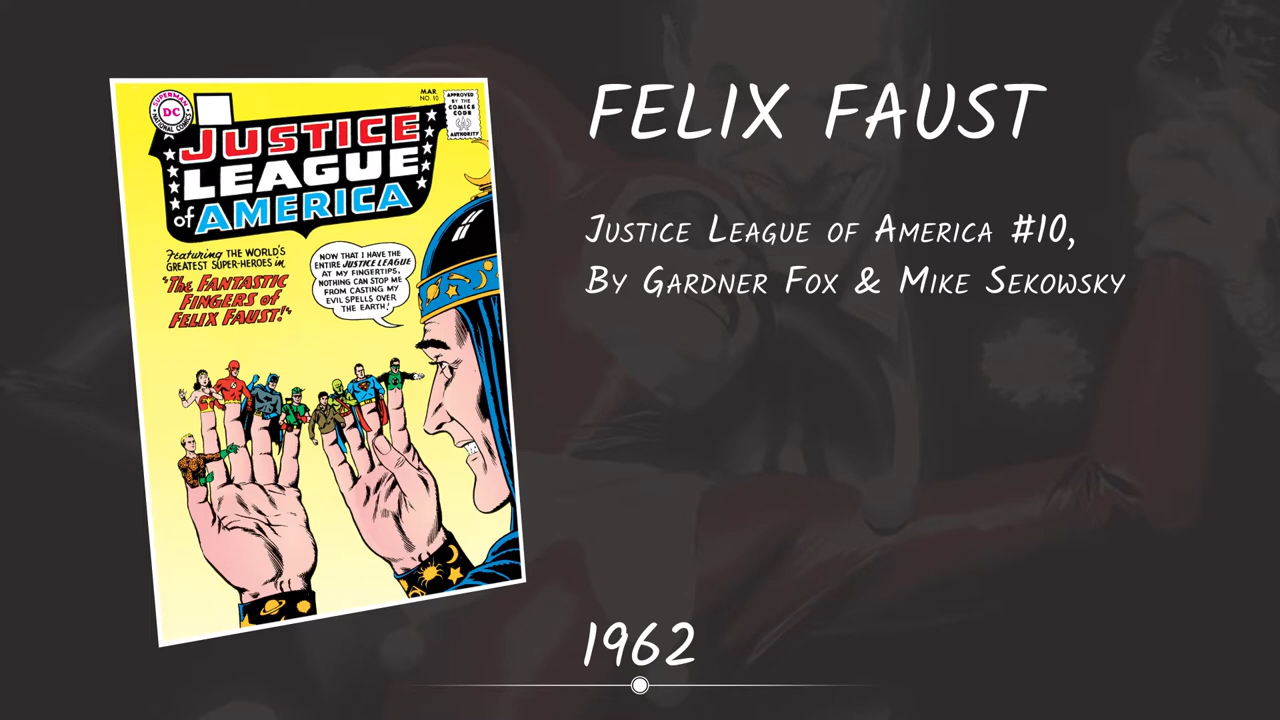 SUPERMAN
DC
NATIONAL COMICS
MAR.
NO. 10
APPROVED
BY THE
COMICS
CODE
AUTHORITY
JUSTICE
LEAGUE
of AMERICA
Featuring THE WORLD'S
GREATEST SUPER-HEROES in
"The FANTASTIC
FINGERS of
FELIX FAUST!"
NOW THAT I HAVE THE
ENTIRE JUSTICE LEAGUE
AT MY FINGERTIPS,
NOTHING CAN STOP ME
FROM CASTING MY
EVIL SPELLS OVER
THE EARTH!
FELIX FAUST
JUSTICE LEAGUE OF AMERICA #10,
BY GARDNER FOX & MIKE SEKOWSKY
1962